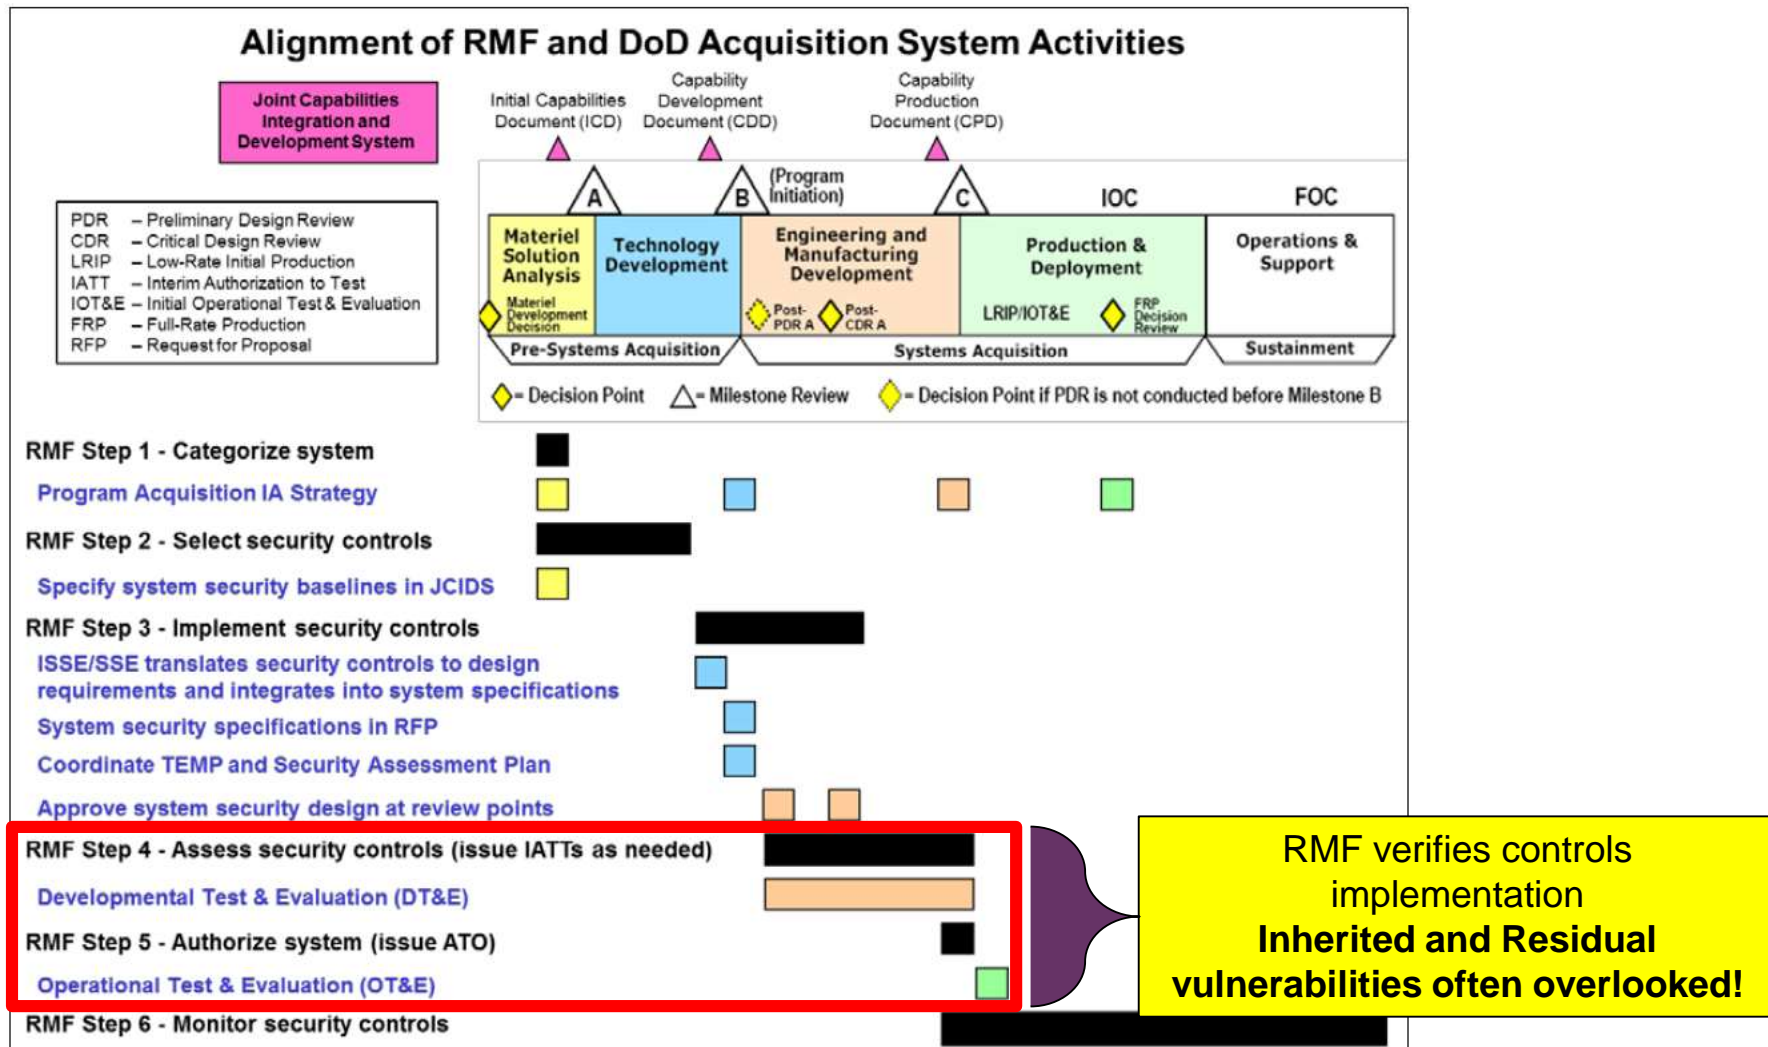 Alignment of RMF and DoD Acquisition System Activities
Joint Capabilities
Integration and
Development System
Initial Capabilities
Document (ICD)
Capability
Development
Document (CDD)
Capability
Production
Document (CPD)
PDR – Preliminary Design Review
CDR – Critical Design Review
LRIP – Low-Rate Initial Production
IATT – Interim Authorization to Test
IOT&E – Initial Operational Test & Evaluation
FRP – Full-Rate Production
RFP – Request for Proposal
A
B
(Program
Initiation)
C
IOC
FOC
Materiel
Solution
Analysis
Technology
Development
Engineering and
Manufacturing
Development
Production &
Deployment
Operations &
Support
Materiel
Development
Decision
Post-
PDR A
Post-
CDR A
LRIP/IOT&E
FRP
Decision
Review
Pre-Systems Acquisition
Systems Acquisition
Sustainment
= Decision Point
= Milestone Review
= Decision Point if PDR is not conducted before Milestone B
RMF Step 1 - Categorize system
Program Acquisition IA Strategy
RMF Step 2 - Select security controls
Specify system security baselines in JCIDS
RMF Step 3 - Implement security controls
ISSE/SSE translates security controls to design
requirements and integrates into system specifications
System security specifications in RFP
Coordinate TEMP and Security Assessment Plan
Approve system security design at review points
RMF Step 4 - Assess security controls (issue IATTs as needed)
Developmental Test & Evaluation (DT&E)
RMF Step 5 - Authorize system (issue ATO)
Operational Test & Evaluation (OT&E)
RMF Step 6 - Monitor security controls
RMF verifies controls
implementation
Inherited and Residual
vulnerabilities often overlooked!